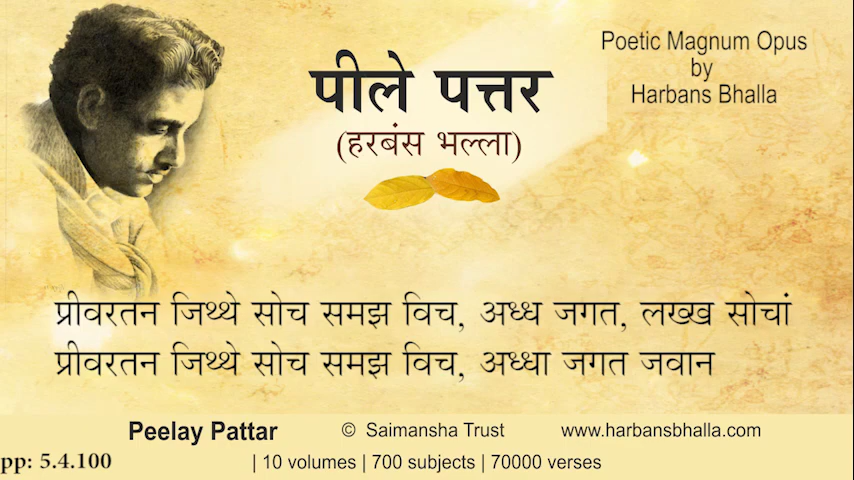 पीले पत्तर
(हरबंस भल्ला)
Poetic Magnum Opus
by
Harbans Bhalla
प्रीवरतन जिथ्थे सोच समझ विच, अध्ध जगत, लख्ख सोचां
प्रीवरतन जिथ्थे सोच समझ विच, अध्धा जगत जवान
Peelay Pattar © Saimansha Trust www.harbansbhalla.com
pp: 5.4.100 | 10 volumes | 700 subjects | 70000 verses